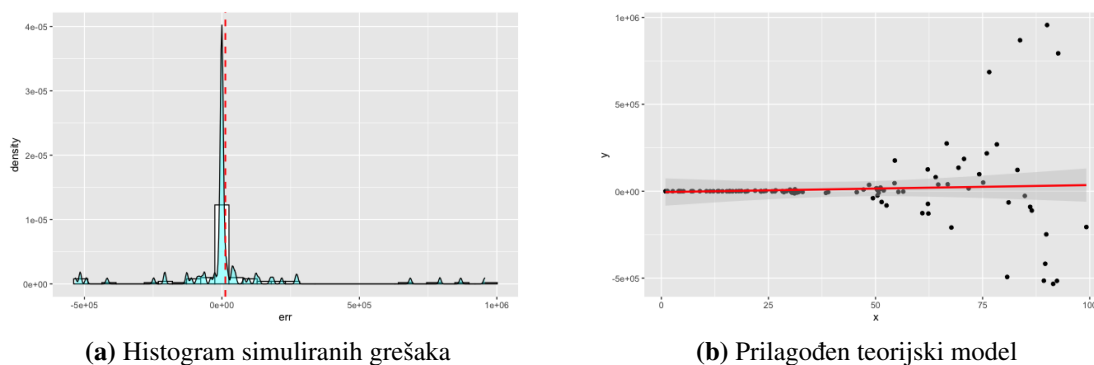 4e-05
3e-05
2e-05
1e-05
0e+00
density
-5e+05
0e+00
5e+05
1e+06
err
(a) Histogram simuliranih grešaka
1e+06
5e+05
0e+00
-5e+05
y
0
25
50
75
100
x
(b) Prilagođen teorijski model